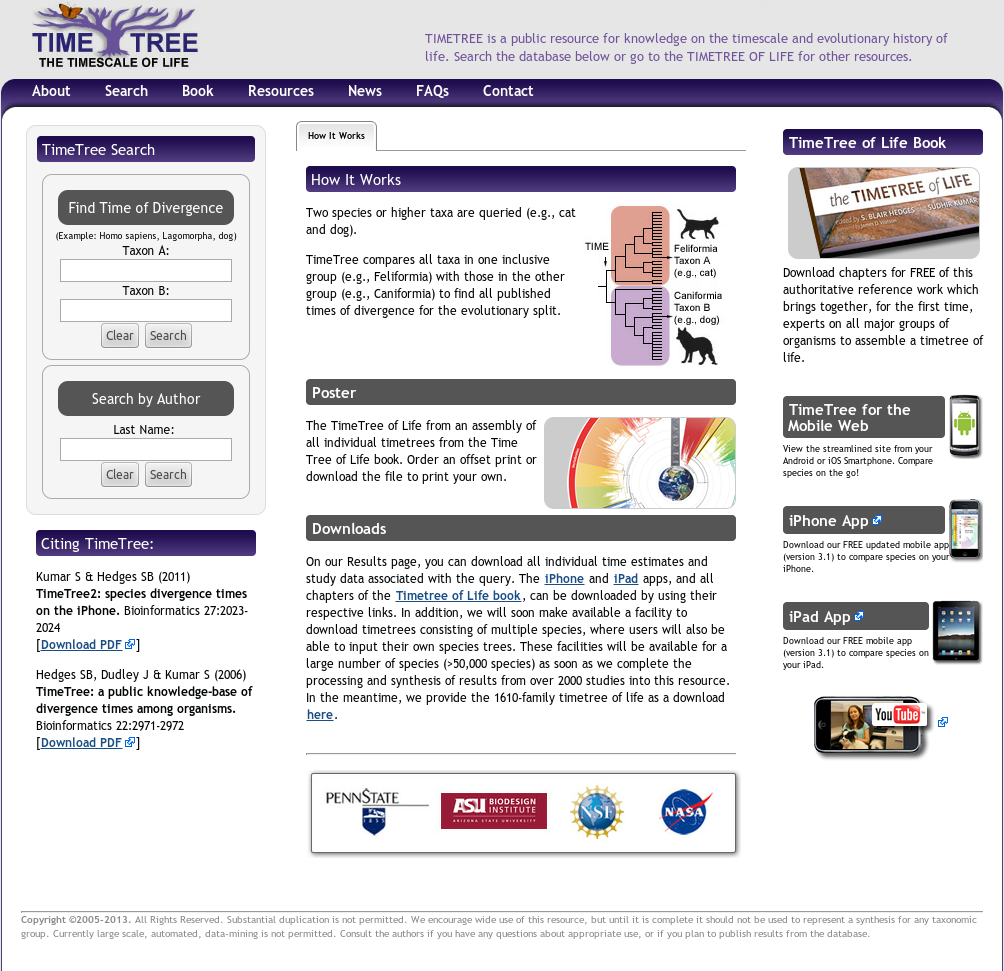 TIME TREE
THE TIMESCALE OF LIFE
TIMETREE is a public resource for knowledge on the timescale and evolutionary history of
life. Search the database below or go to the TIMETREE OF LIFE for other resources.
About Search Book Resources News FAQs Contact
TimeTree Search
Find Time of Divergence
(Example: Homo sapiens, Lagomorpha, dog)
Taxon A:
Taxon B:
Clear Search
Search by Author
Last Name:
Clear Search
Citing TimeTree:
Kumar S & Hedges SB (2011)
TimeTree2: species divergence times
on the iPhone. Bioinformatics 27:2023-
2024
[Download PDF]
Hedges SB, Dudley J & Kumar S (2006)
TimeTree: a public knowledge-base of
divergence times among organisms.
Bioinformatics 22:2971-2972
[Download PDF]
How It Works
How It Works
Two species or higher taxa are queried (e.g., cat
and dog).
TimeTree compares all taxa in one inclusive
group (e.g., Feliformia) with those in the other
group (e.g., Caniformia) to find all published
times of divergence for the evolutionary split.
TIME
Feliformia
Taxon A
(e.g., cat)
Caniformia
Taxon B
(e.g., dog)
Poster
The TimeTree of Life from an assembly of
all individual timetrees from the Time
Tree of Life book. Order an offset print or
download the file to print your own.
Downloads
On our Results page, you can download all individual time estimates and
study data associated with the query. The iPhone and iPad apps, and all
chapters of the Timetree of Life book, can be downloaded by using their
respective links. In addition, we will soon make available a facility to
download timetrees consisting of multiple species, where users will also be
able to input their own species trees. These facilities will be available for a
large number of species (>50,000 species) as soon as we complete the
processing and synthesis of results from over 2000 studies into this resource.
In the meantime, we provide the 1610-family timetree of life as a download
here.
PENNSTATE
1855
ASU BIODESIGN
INSTITUTE
ARIZONA STATE UNIVERSITY
NSF
NASA
TimeTree of Life Book
the TIMETREE of LIFE
edited by S. BLAIR HEDGES SUDHIR KUMAR
Download chapters for FREE of this
authoritative reference work which
brings together, for the first time,
experts on all major groups of
organisms to assemble a timetree of
life.
TimeTree for the
Mobile Web
View the streamlined site from your
Android or iOS Smartphone. Compare
species on the go!
iPhone App
Download our FREE updated mobile app
(version 3.1) to compare species on your
iPhone.
iPad App
Download our FREE mobile app
(version 3.1) to compare species on
your iPad.
YouTube
Copyright ©2005-2013. All Rights Reserved. Substantial duplication is not permitted. We encourage wide use of this resource, but until it is complete it should not be used to represent a synthesis for any taxonomic
group. Currently large scale, automated, data-mining is not permitted. Consult the authors if you have any questions about appropriate use, or if you plan to publish results from the database.